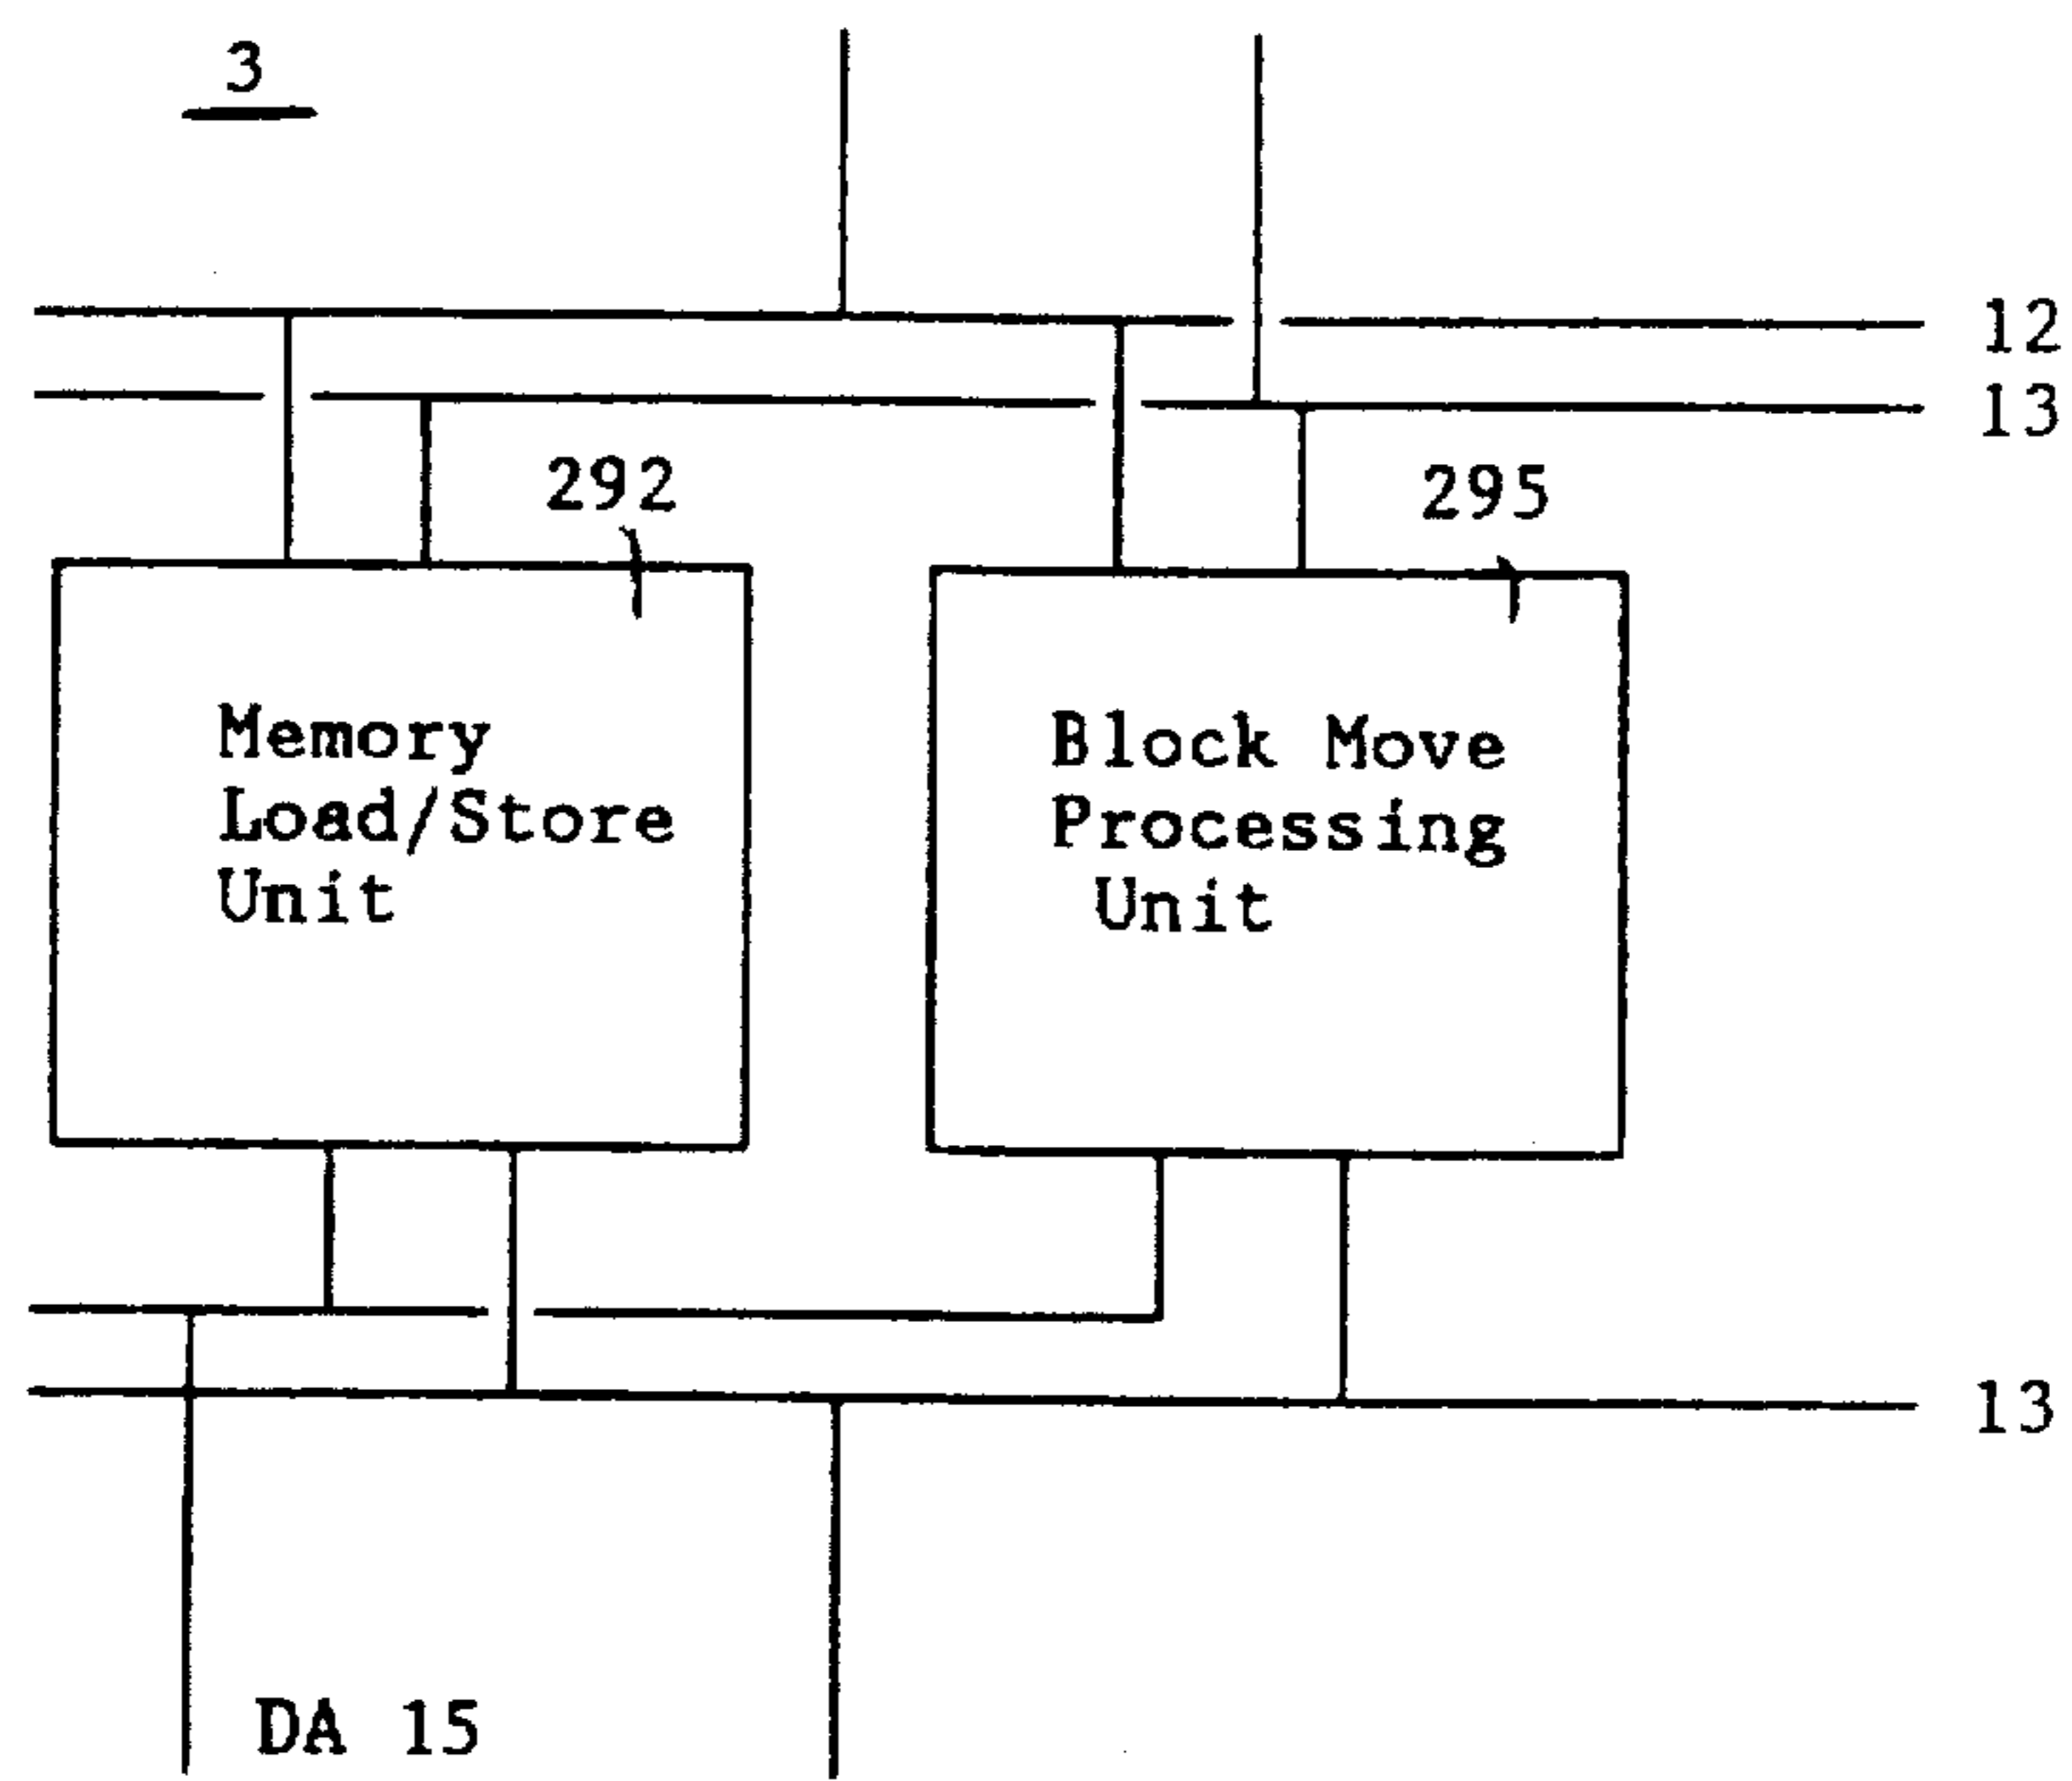 3
12
13
292
295
Memory
Load/Store
Unit
Block Move
Processing
Unit
13
DA 15